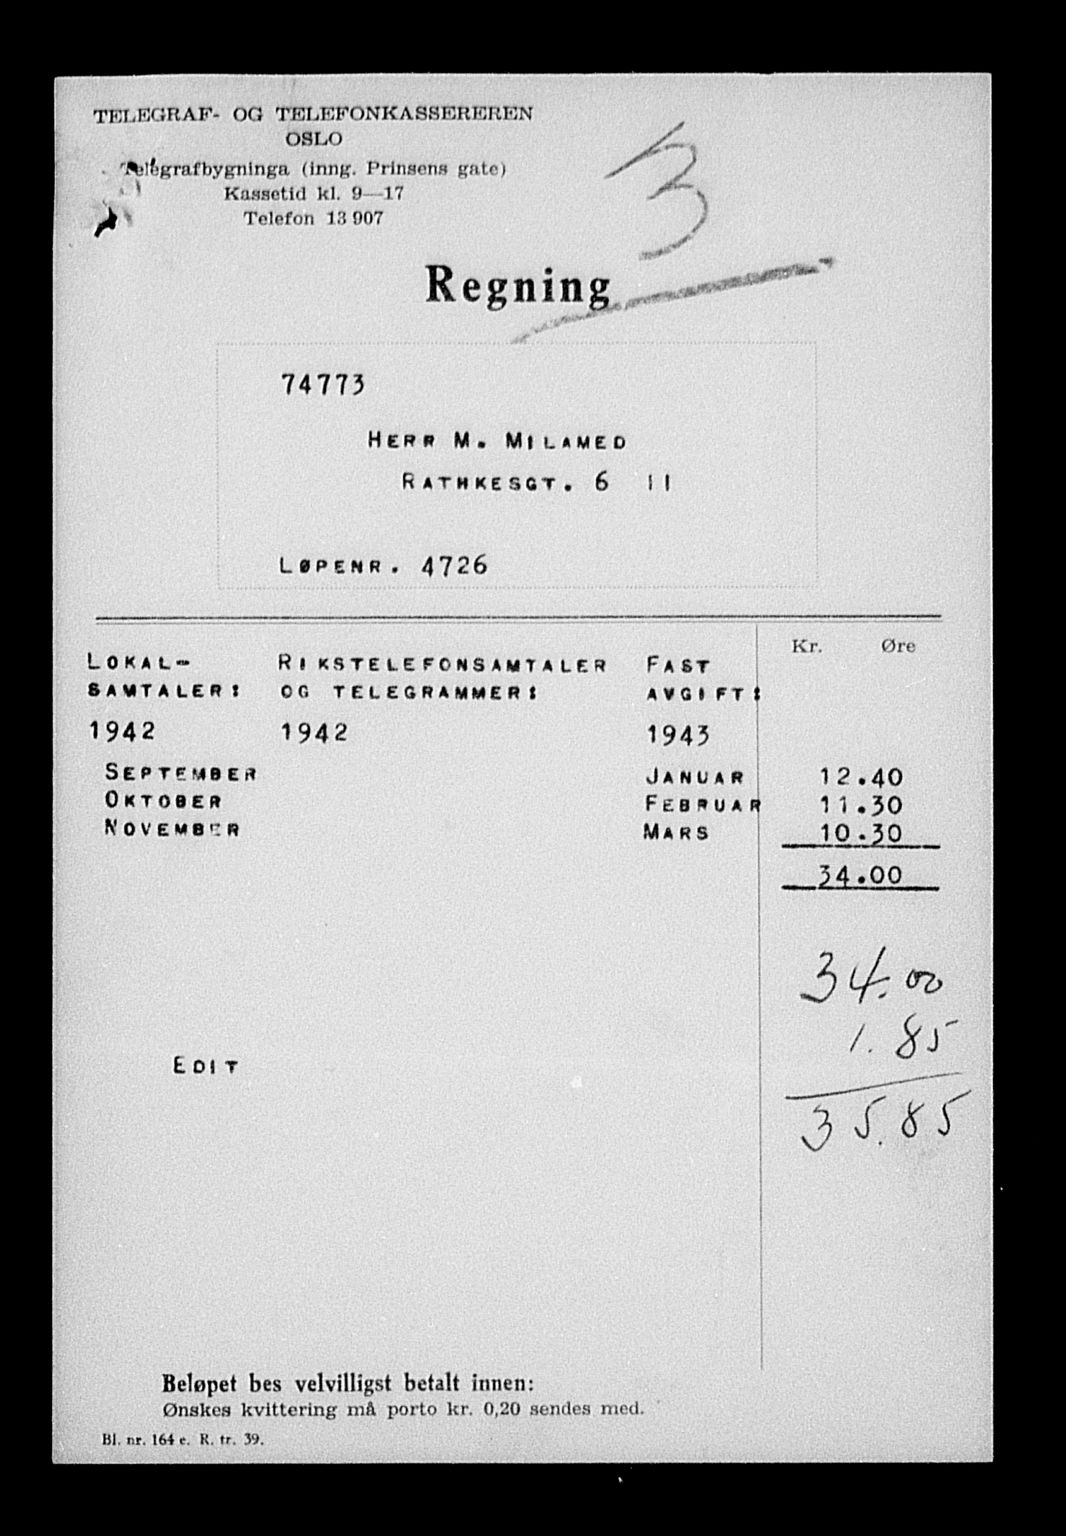 TELEGRAF- OG TELEFONKASSEREREN
OSLO
Telegrafbygninga (inng. Prinsens gate)
Kassetid kl. 9—17
Telefon 13 907
3
Regning
74773
HERR M. MILAMED
RATHKESGT. 6 II
LØPENR. 4726
Kr. Øre
LOKAL- RIKSTELEFONSAMTALER FAST
SAMTALER: OG TELEGRAMMER: AVGIFT:
1942 1942 1943
SEPTEMBER JANUAR 12.40
OKTOBER FEBRUAR 11.30
NOVEMBER MARS 10.30
34.00
34.00
1.85
EDIT
35.85
Beløpet bes velvilligst betalt innen:
Ønskes kvittering må porto kr. 0,20 sendes med.
Bl. nr. 164 e. R. tr. 39.